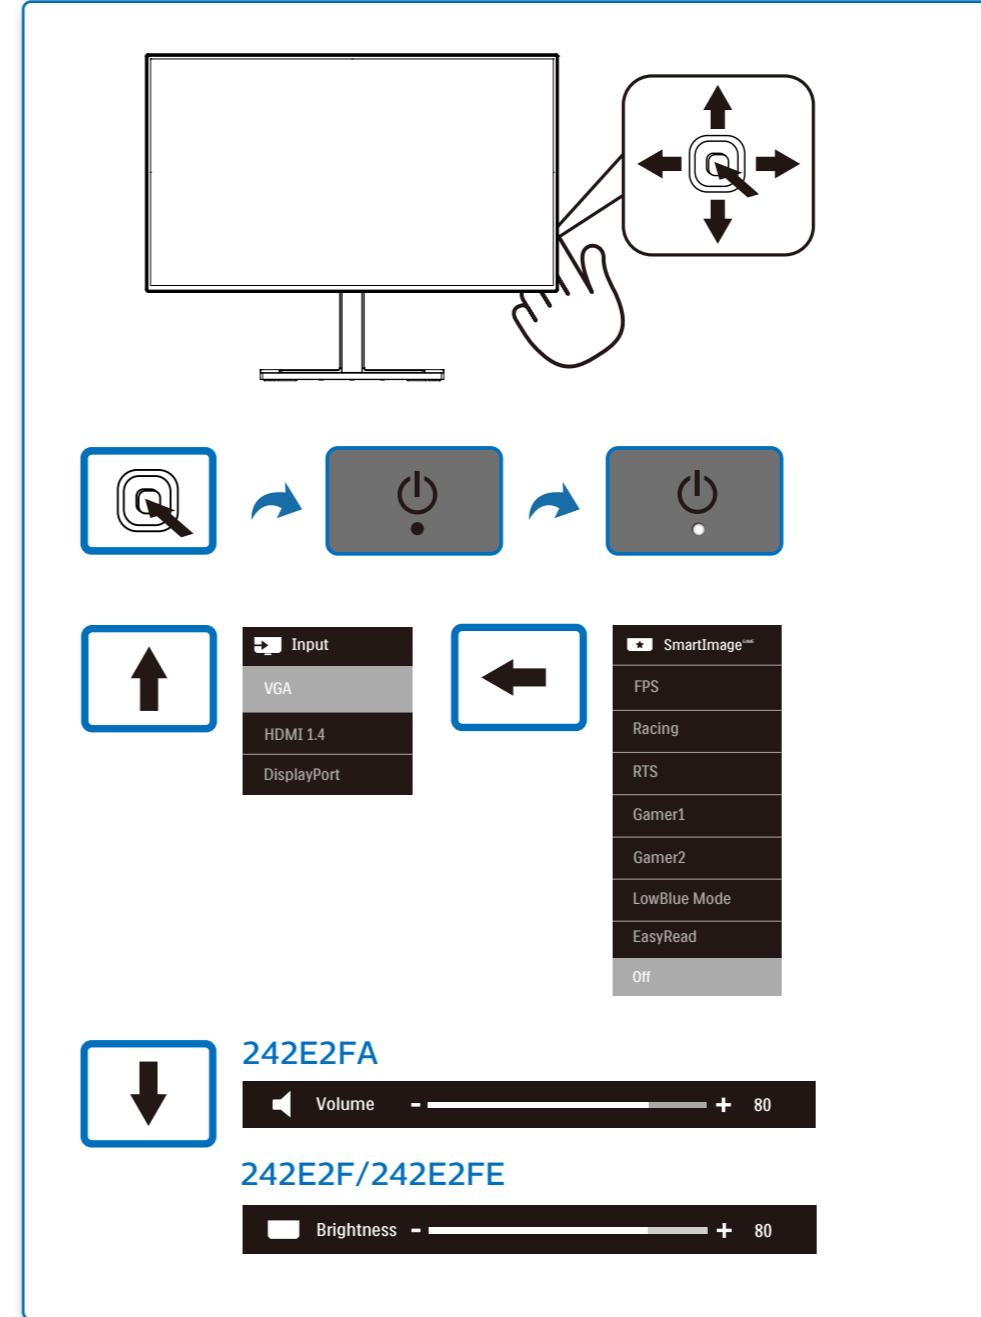 Input
VGA
HDMI 1.4
DisplayPort
SmartImage GAME
FPS
Racing
RTS
Gamer1
Gamer2
LowBlue Mode
EasyRead
Off
242E2FA
Volume - + 80
242E2F/242E2FE
Brightness - + 80